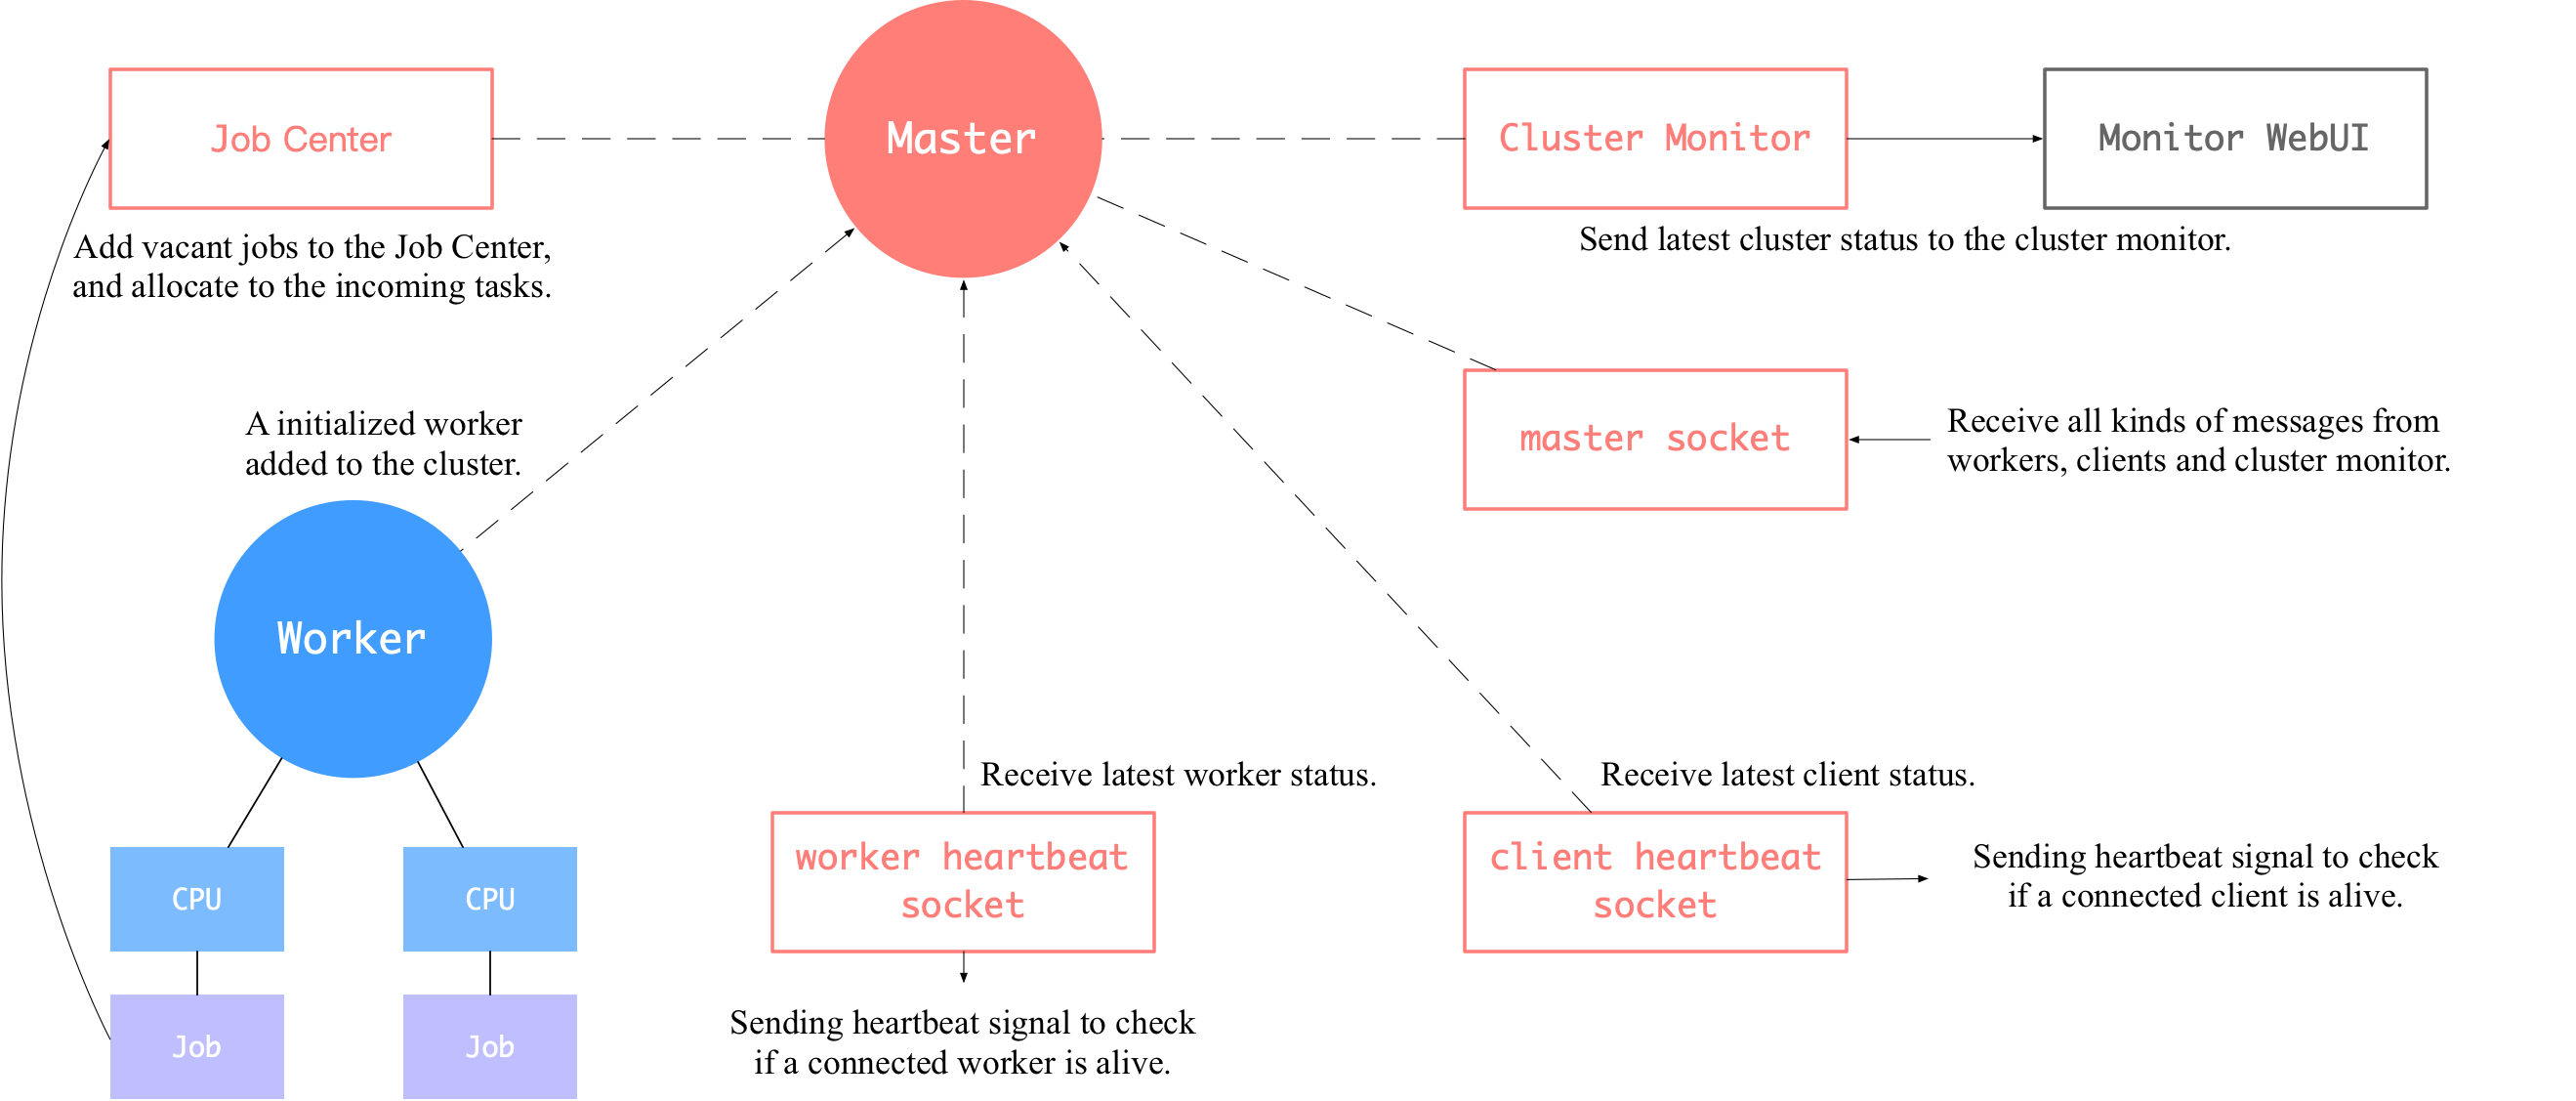 Job Center
Master
Cluster Monitor
Monitor WebUI
Add vacant jobs to the Job Center,
and allocate to the incoming tasks.
Send latest cluster status to the cluster monitor.
A initialized worker
added to the cluster.
master socket
Receive all kinds of messages from
workers, clients and cluster monitor.
Worker
Receive latest worker status.
Receive latest client status.
CPU
CPU
worker heartbeat
socket
client heartbeat
socket
Sending heartbeat signal to check
if a connected client is alive.
Job
Job
Sending heartbeat signal to check
if a connected worker is alive.